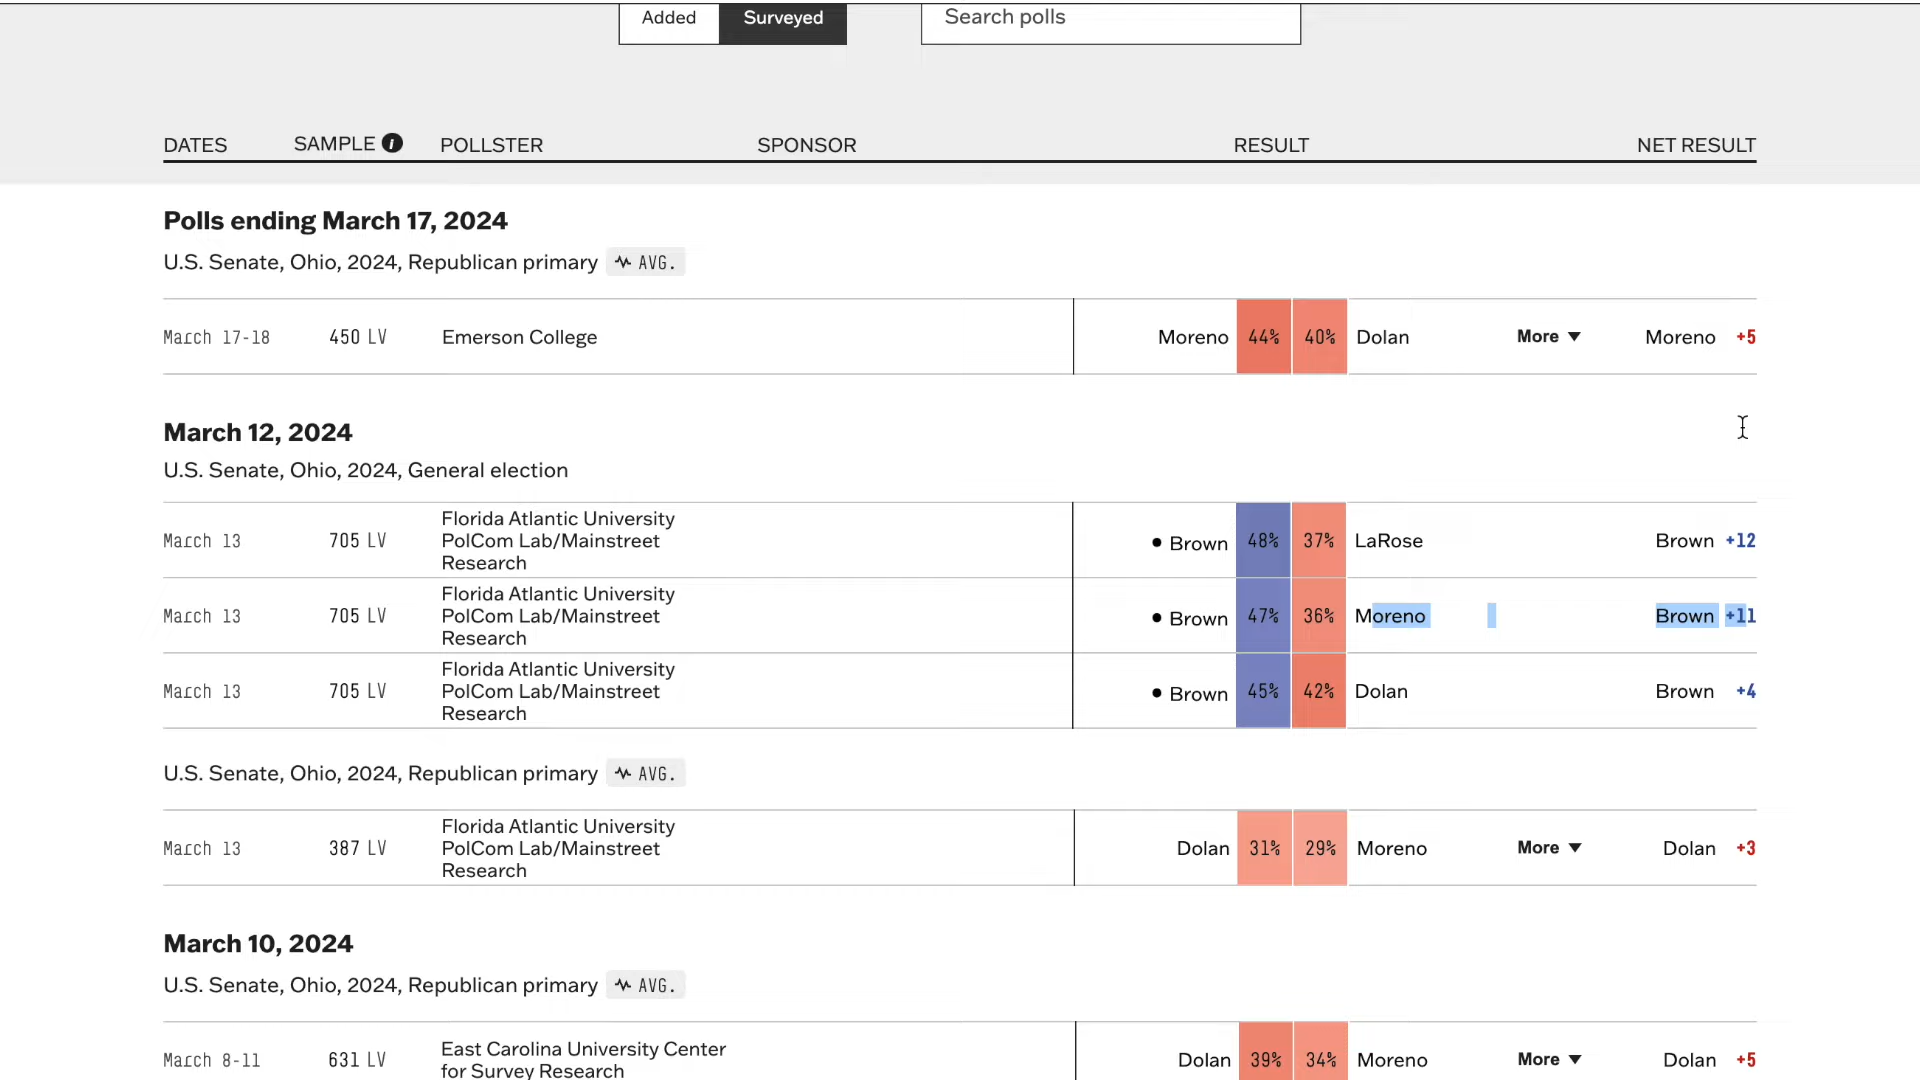 Added Surveyed Search polls
DATES SAMPLE i POLLSTER SPONSOR RESULT NET RESULT
Polls ending March 17, 2024
U.S. Senate, Ohio, 2024, Republican primary AVG.
March 17-18 450 LV Emerson College Moreno 44% 40% Dolan More ▼ Moreno +5
March 12, 2024
U.S. Senate, Ohio, 2024, General election
Florida Atlantic University
March 13 705 LV PolCom Lab/Mainstreet • Brown 48% 37% LaRose Brown +12
Research
Florida Atlantic University
March 13 705 LV PolCom Lab/Mainstreet • Brown 47% 36% Moreno Brown +11
Research
Florida Atlantic University
March 13 705 LV PolCom Lab/Mainstreet • Brown 45% 42% Dolan Brown +4
Research
U.S. Senate, Ohio, 2024, Republican primary AVG.
Florida Atlantic University
March 13 387 LV PolCom Lab/Mainstreet Dolan 31% 29% Moreno More ▼ Dolan +3
Research
March 10, 2024
U.S. Senate, Ohio, 2024, Republican primary AVG.
East Carolina University Center
March 8-11 631 LV for Survey Research Dolan 39% 34% Moreno More ▼ Dolan +5